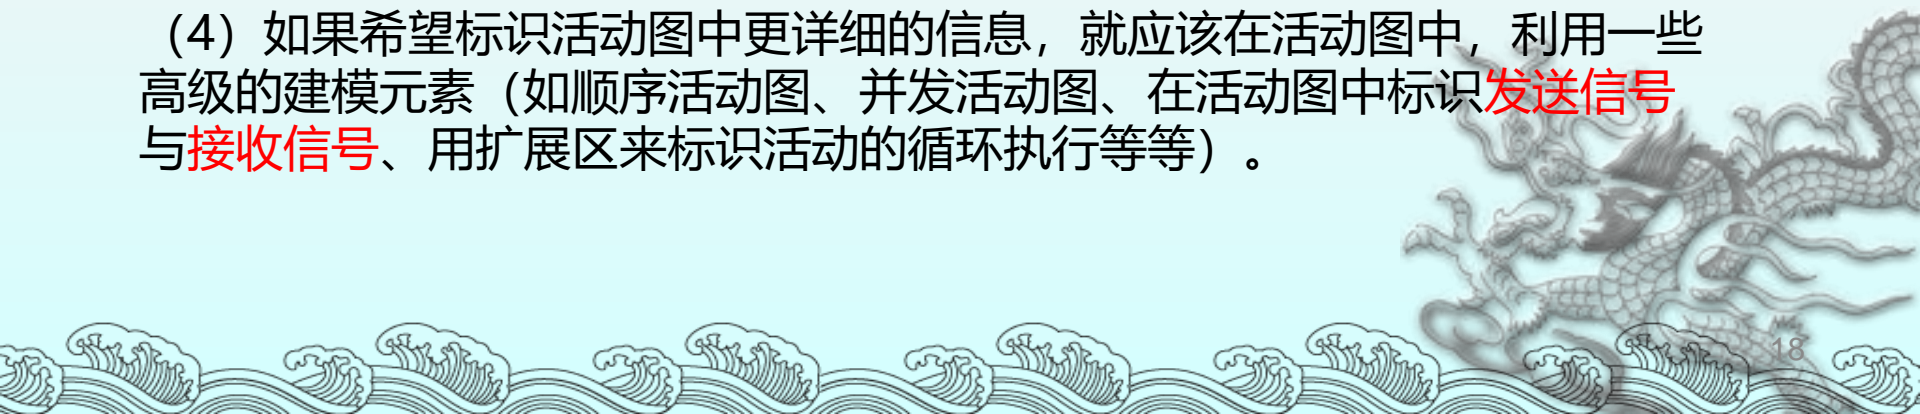 （4）如果希望标识活动图中更详细的信息，就应该在活动图中，利用一些
高级的建模元素（如顺序活动图、并发活动图、在活动图中标识发送信号
与接收信号、用扩展区来标识活动的循环执行等等）。
18